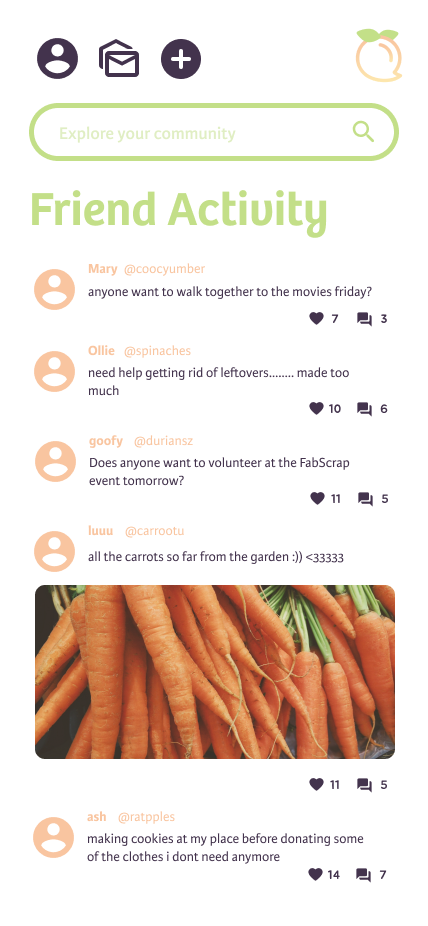 Explore your community
Friend Activity
Mary @coocyumber
anyone want to walk together to the movies friday?
7 3
Ollie @spinaches
need help getting rid of leftovers........ made too
much
10 6
goofy @duriansz
Does anyone want to volunteer at the FabScrap
event tomorrow?
11 5
luuu @carrootu
all the carrots so far from the garden :)) <33333
11 5
ash @ratpples
making cookies at my place before donating some
of the clothes i dont need anymore
14 7